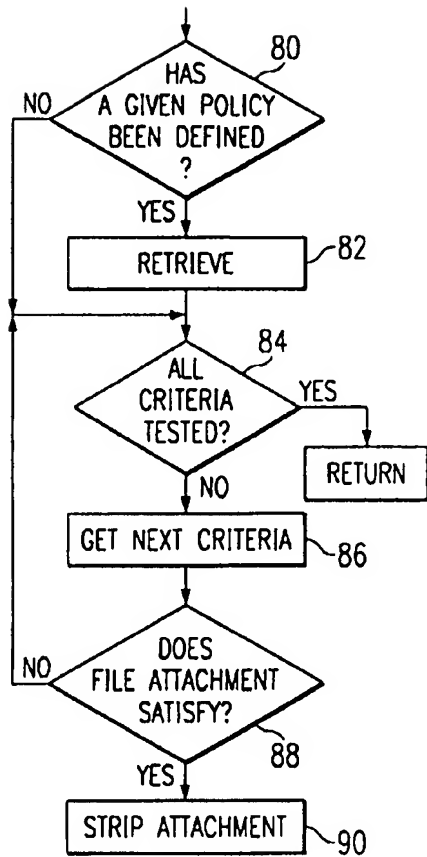 80
HAS
A GIVEN POLICY
BEEN DEFINED
?
NO
YES
RETRIEVE
82
84
ALL
CRITERIA
TESTED?
YES
RETURN
NO
GET NEXT CRITERIA
86
DOES
FILE ATTACHMENT
SATISFY?
NO
88
YES
STRIP ATTACHMENT
90